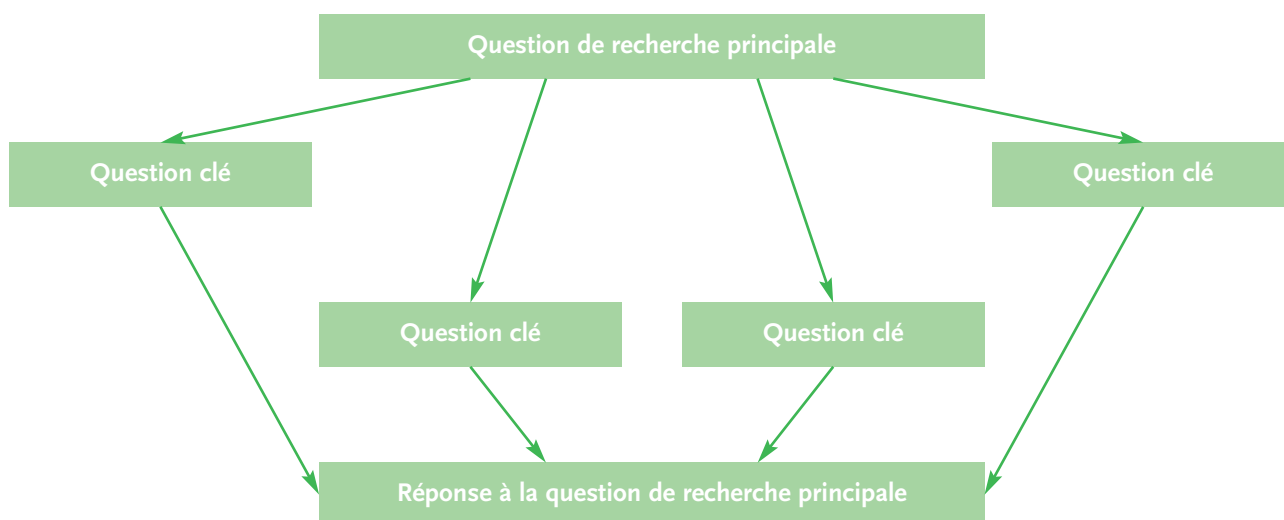 Question de recherche principale
Question clé
Question clé
Question clé
Question clé
Réponse à la question de recherche principale